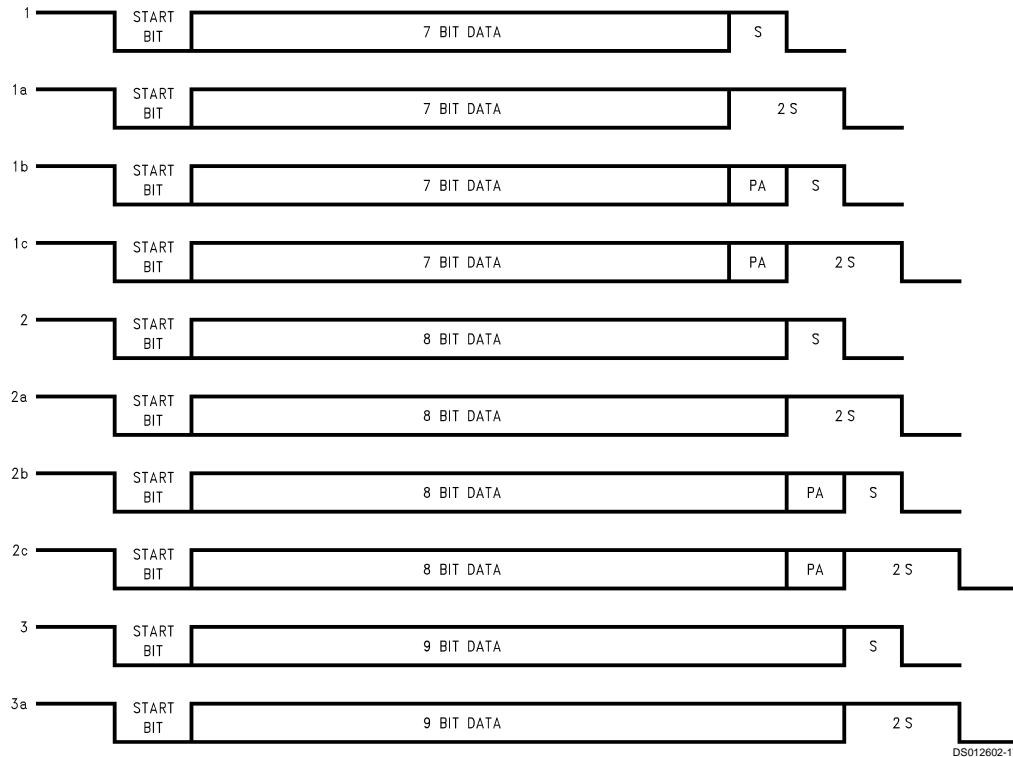 1 START BIT 7 BIT DATA S
1a START BIT 7 BIT DATA 2 S
1b START BIT 7 BIT DATA PA S
1c START BIT 7 BIT DATA PA 2 S
2 START BIT 8 BIT DATA S
2a START BIT 8 BIT DATA 2 S
2b START BIT 8 BIT DATA PA S
2c START BIT 8 BIT DATA PA 2 S
3 START BIT 9 BIT DATA S
3a START BIT 9 BIT DATA 2 S